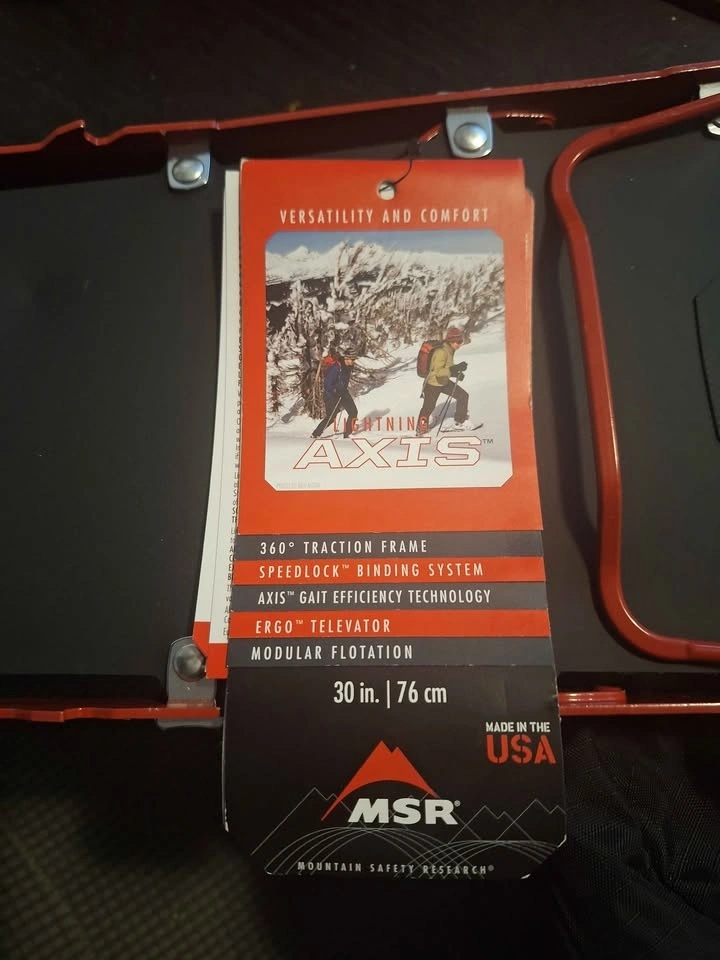 VERSATILITY AND COMFORT
LIGHTNING
AXIS™
360° TRACTION FRAME
SPEEDLOCK™ BINDING SYSTEM
AXIS™ GAIT EFFICIENCY TECHNOLOGY
ERGO™ TELEVATOR
MODULAR FLOTATION
30 in. | 76 cm
MADE IN THE
USA
MSR®
MOUNTAIN SAFETY RESEARCH®